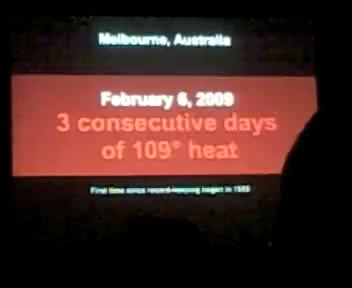 Melbourne, Australia
February 6, 2009
3 consecutive days
of 109° heat
First time since record-keeping began in